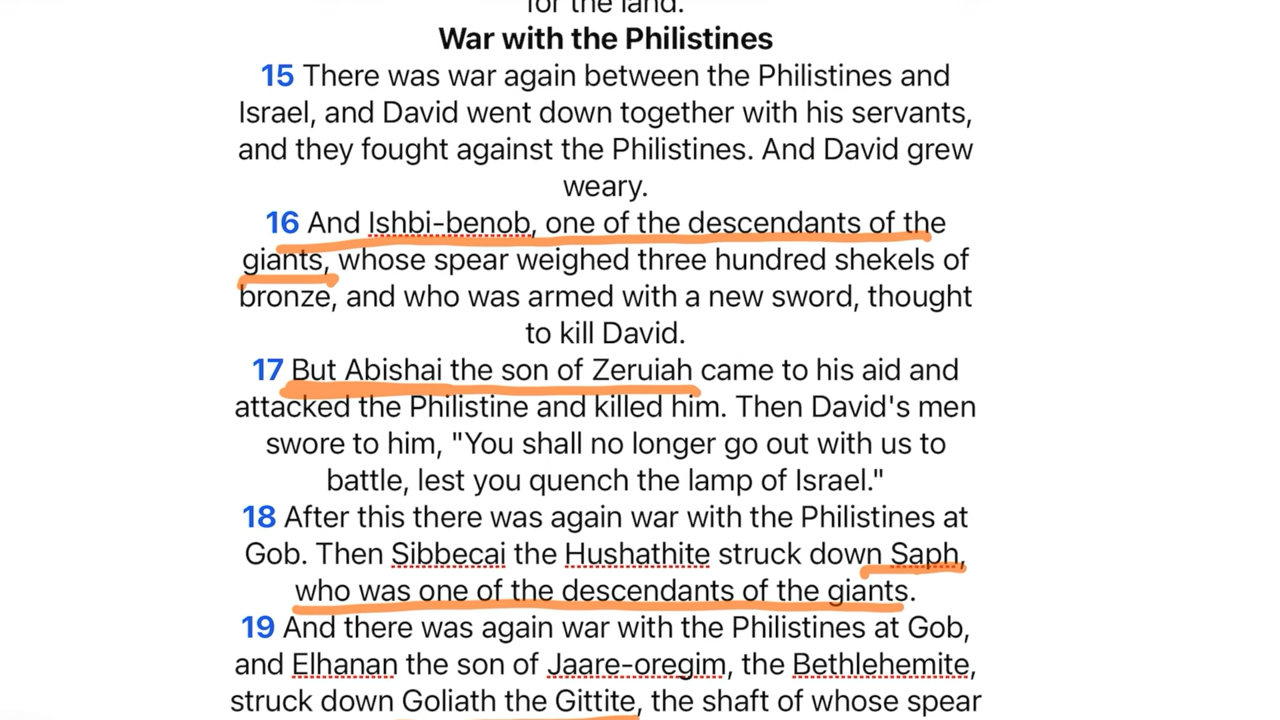 for the land.
War with the Philistines
15 There was war again between the Philistines and
Israel, and David went down together with his servants,
and they fought against the Philistines. And David grew
weary.
16 And Ishbi-benob, one of the descendants of the
giants, whose spear weighed three hundred shekels of
bronze, and who was armed with a new sword, thought
to kill David.
17 But Abishai the son of Zeruiah came to his aid and
attacked the Philistine and killed him. Then David's men
swore to him, "You shall no longer go out with us to
battle, lest you quench the lamp of Israel."
18 After this there was again war with the Philistines at
Gob. Then Sibbecai the Hushathite struck down Saph,
who was one of the descendants of the giants.
19 And there was again war with the Philistines at Gob,
and Elhanan the son of Jaare-oregim, the Bethlehemite,
struck down Goliath the Gittite, the shaft of whose spear